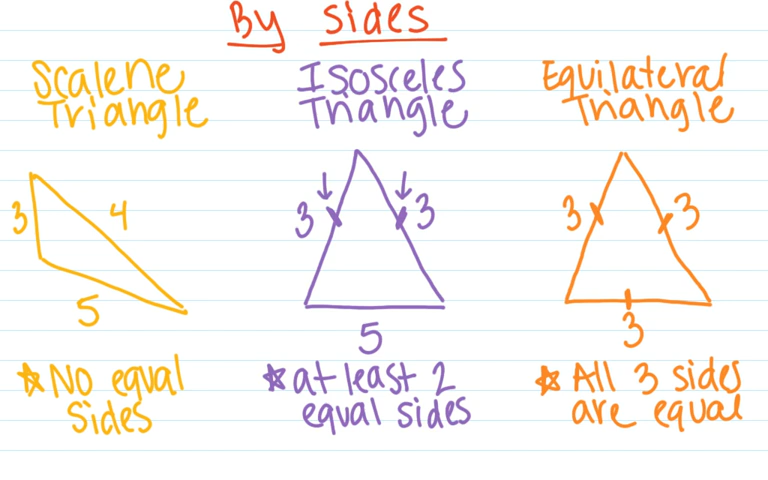 By sides
Scalene
Triangle
3
4
5
☆ No equal
sides
Isosceles
Triangle
3
3
5
☆ at least 2
equal sides
Equilateral
Triangle
3
3
3
☆ All 3 sides
are equal